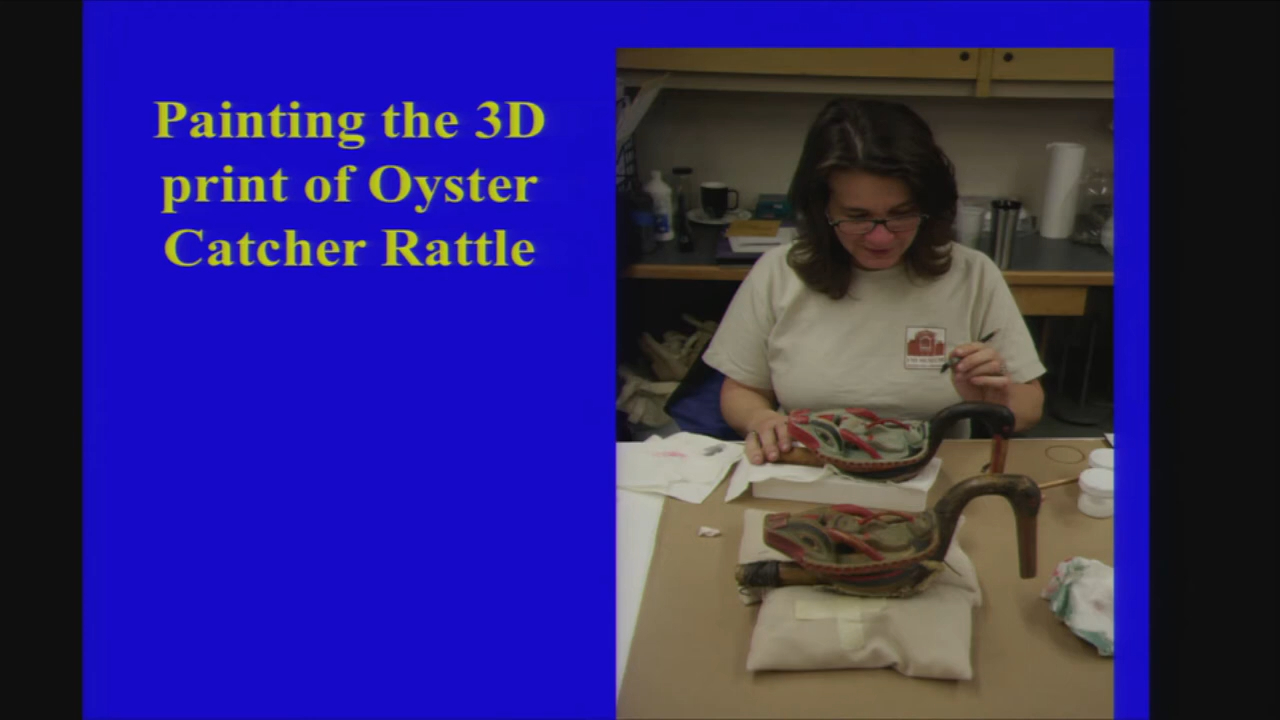 Painting the 3D
print of Oyster
Catcher Rattle